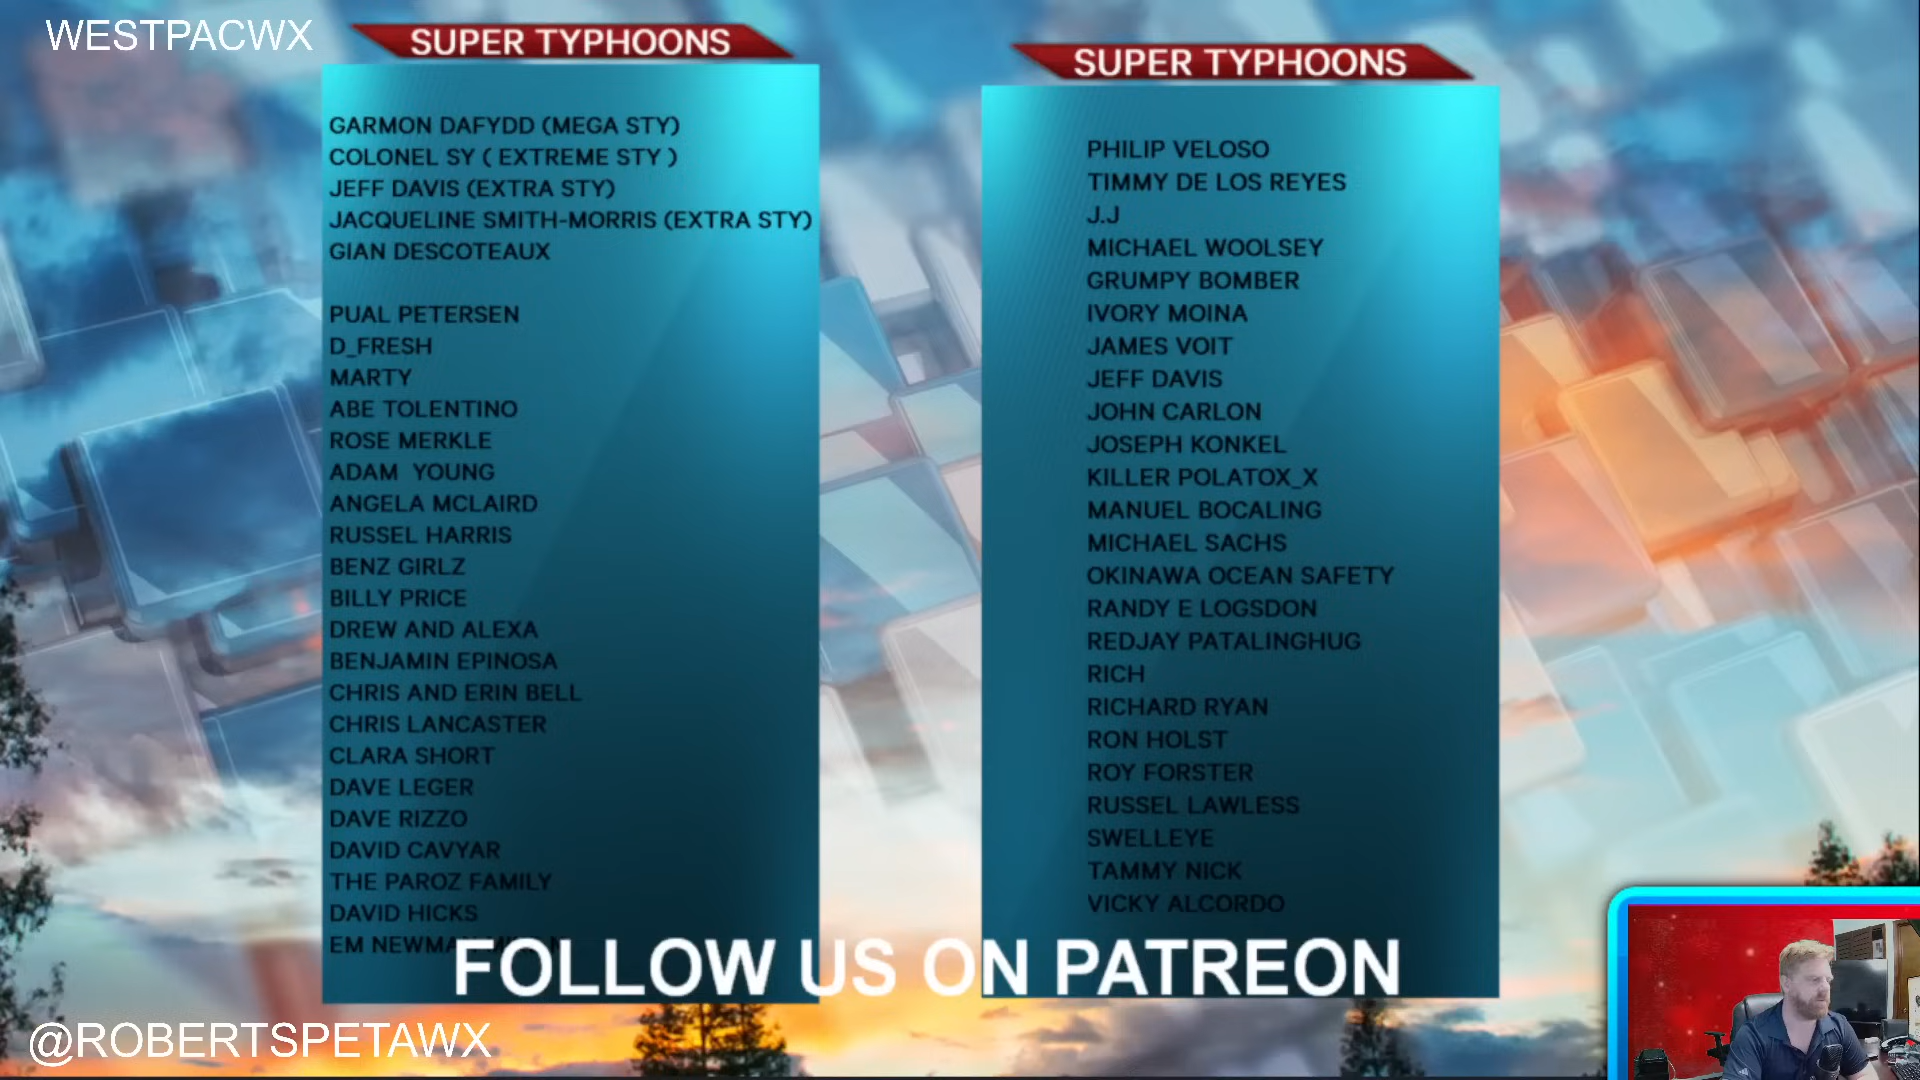 WESTPACWX
SUPER TYPHOONS
GARMON DAFYDD (MEGA STY)
COLONEL SY ( EXTREME STY )
JEFF DAVIS (EXTRA STY)
JACQUELINE SMITH-MORRIS (EXTRA STY)
GIAN DESCOTEAUX
PUAL PETERSEN
D_FRESH
MARTY
ABE TOLENTINO
ROSE MERKLE
ADAM YOUNG
ANGELA MCLAIRD
RUSSEL HARRIS
BENZ GIRLZ
BILLY PRICE
DREW AND ALEXA
BENJAMIN EPINOSA
CHRIS AND ERIN BELL
CHRIS LANCASTER
CLARA SHORT
DAVE LEGER
DAVE RIZZO
DAVID CAVYAR
THE PAROZ FAMILY
DAVID HICKS
EM NEWMAN
SUPER TYPHOONS
PHILIP VELOSO
TIMMY DE LOS REYES
J.J
MICHAEL WOOLSEY
GRUMPY BOMBER
IVORY MOINA
JAMES VOIT
JEFF DAVIS
JOHN CARLON
JOSEPH KONKEL
KILLER POLATOX_X
MANUEL BOCALING
MICHAEL SACHS
OKINAWA OCEAN SAFETY
RANDY E LOGSDON
REDJAY PATALINGHUG
RICH
RICHARD RYAN
RON HOLST
ROY FORSTER
RUSSEL LAWLESS
SWELLEYE
TAMMY NICK
VICKY ALCORDO
FOLLOW US ON PATREON
@ROBERTSPETAWX